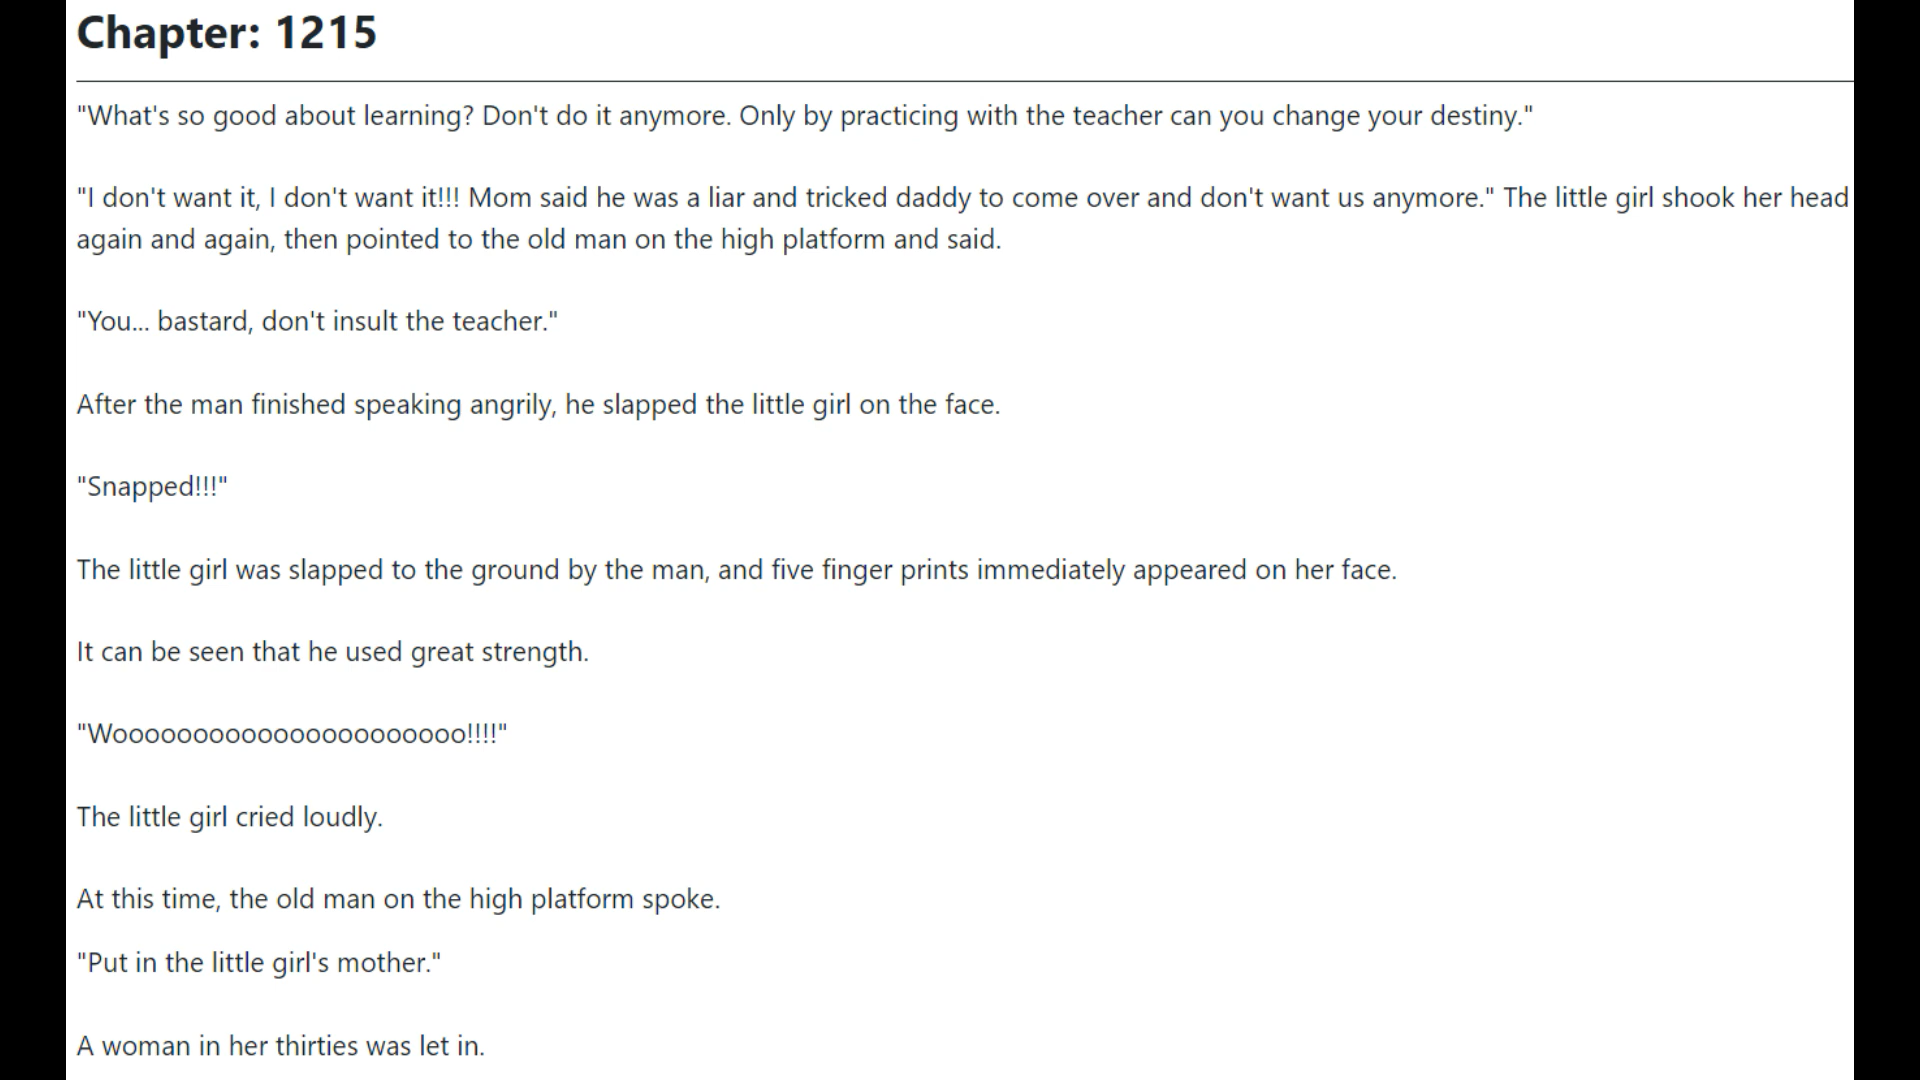 Chapter: 1215
"What's so good about learning? Don't do it anymore. Only by practicing with the teacher can you change your destiny."
"I don't want it, I don't want it!!! Mom said he was a liar and tricked daddy to come over and don't want us anymore." The little girl shook her head
again and again, then pointed to the old man on the high platform and said.
"You... bastard, don't insult the teacher."
After the man finished speaking angrily, he slapped the little girl on the face.
"Snapped!!!"
The little girl was slapped to the ground by the man, and five finger prints immediately appeared on her face.
It can be seen that he used great strength.
"Woooooooooooooooooooooo!!!!"
The little girl cried loudly.
At this time, the old man on the high platform spoke.
"Put in the little girl's mother."
A woman in her thirties was let in.